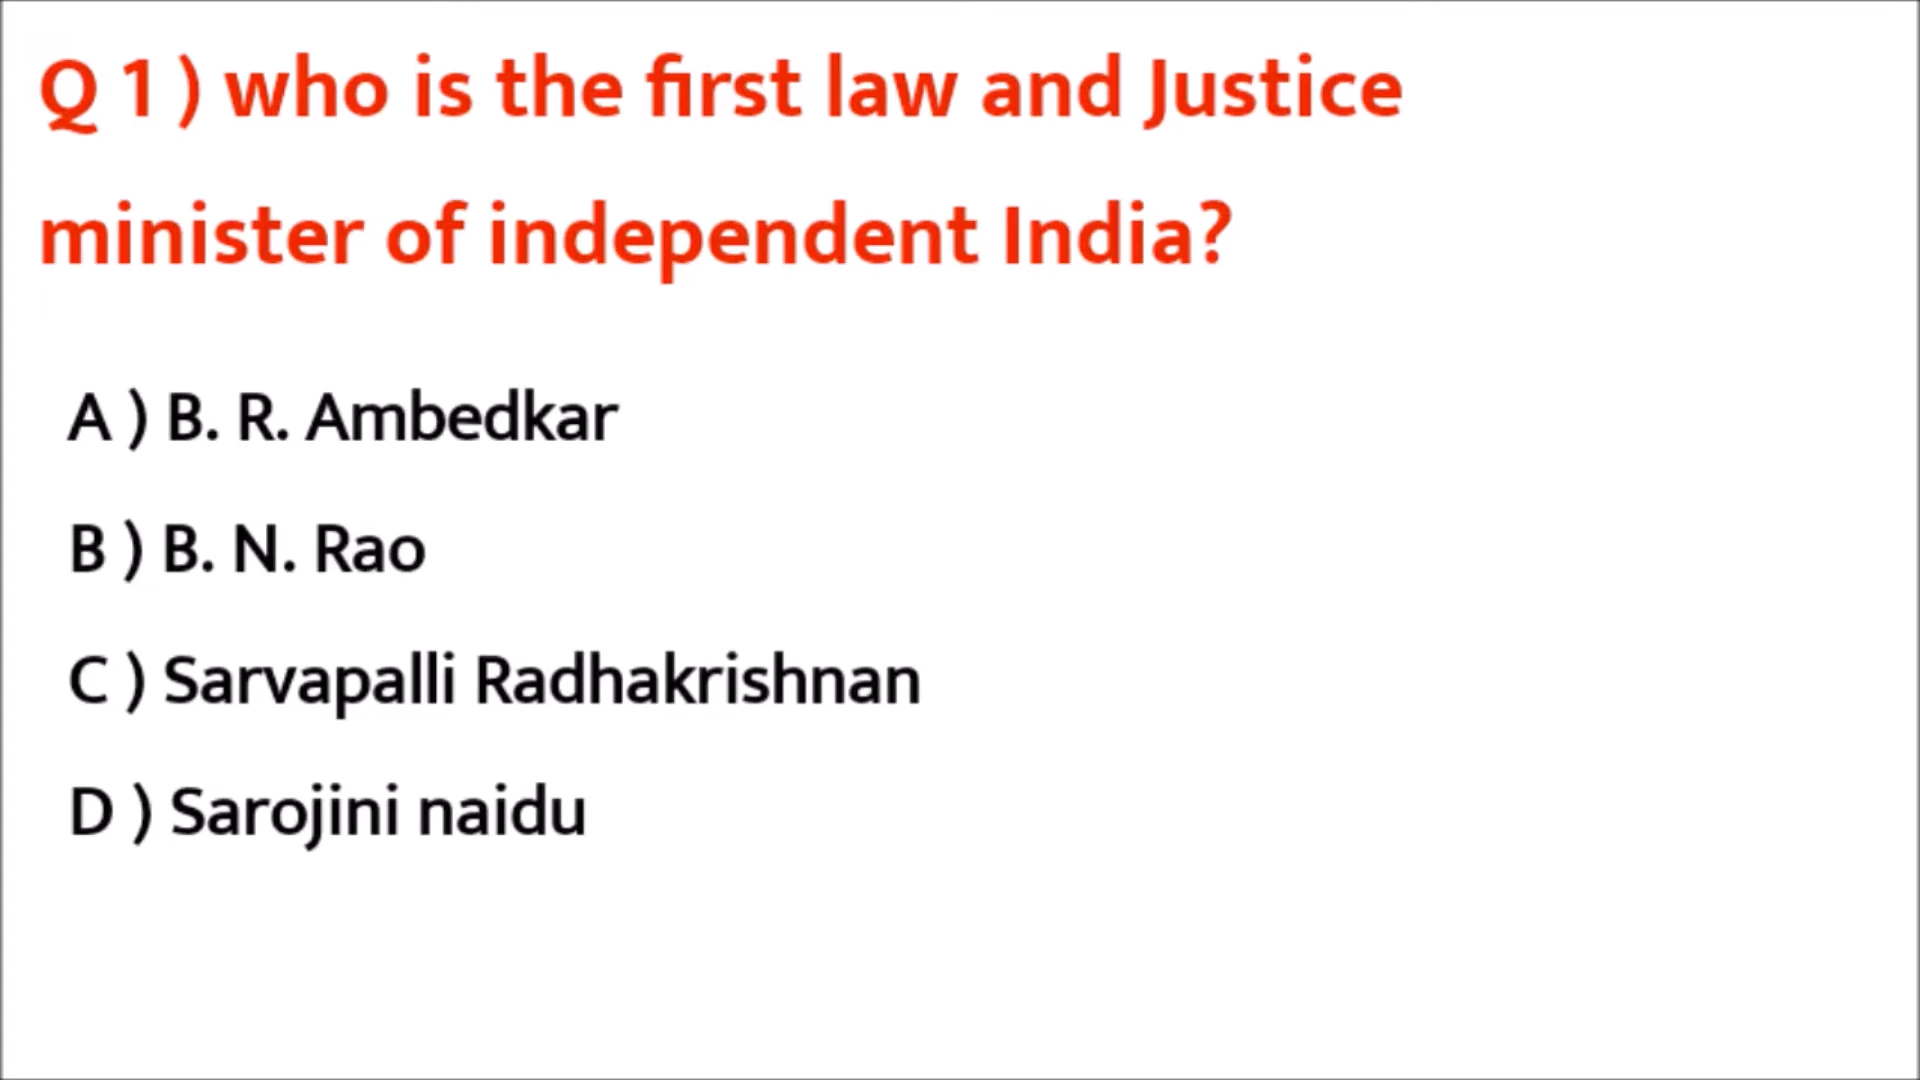 Q 1 ) who is the first law and Justice
minister of independent India?
A ) B. R. Ambedkar
B ) B. N. Rao
C ) Sarvapalli Radhakrishnan
D ) Sarojini naidu